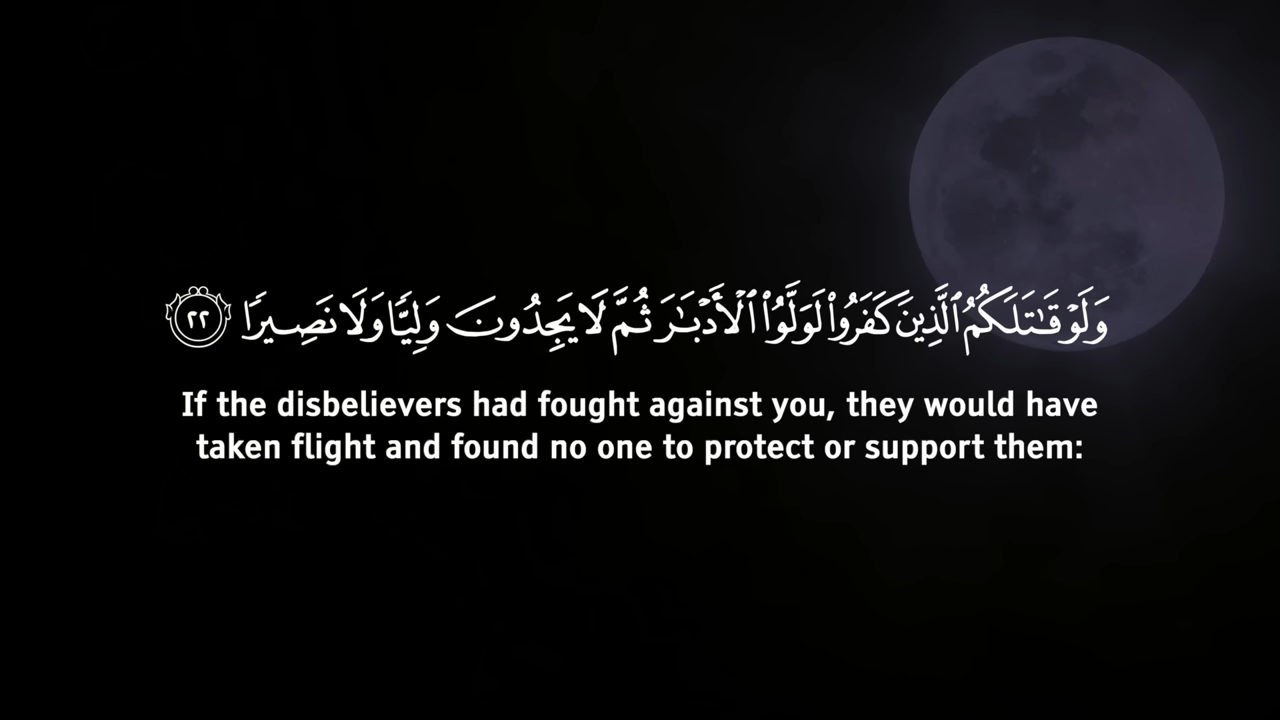 وَلَوْ قَـٰتَلَكُمُ ٱلَّذِينَ كَفَرُوا۟ لَوَلَّوُا۟ ٱلْأَدْبَـٰرَ ثُمَّ لَا يَجِدُونَ وَلِيًّا وَلَا نَصِيرًا ٢٢
If the disbelievers had fought against you, they would have
taken flight and found no one to protect or support them: